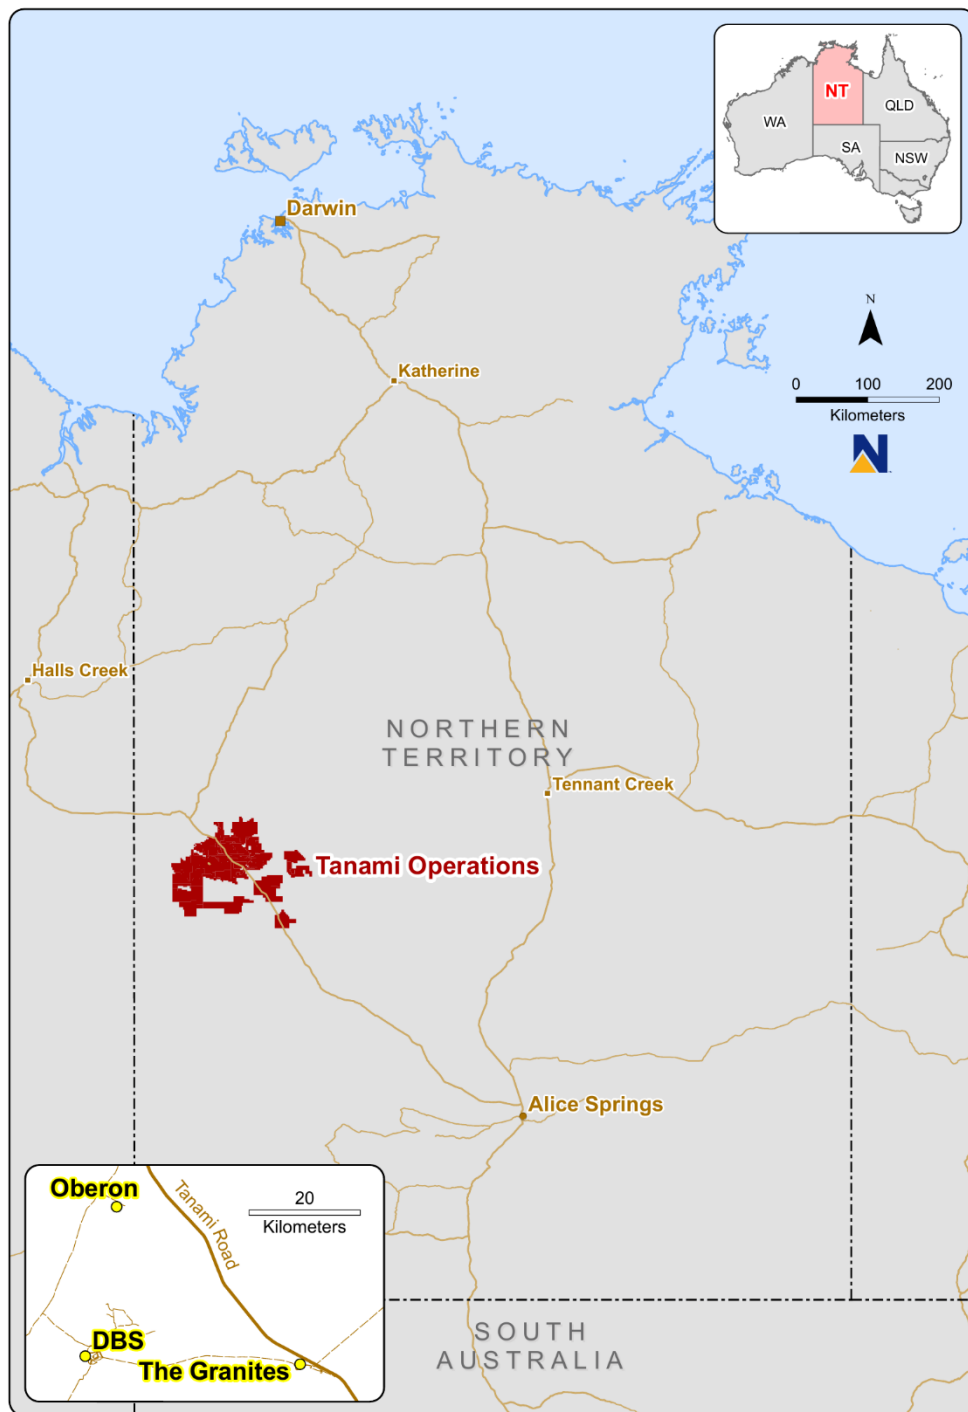 NT
WA
QLD
SA
NSW
Darwin
N
Katherine
0 100 200
Kilometers
N
Halls Creek
NORTHERN
TERRITORY
Tennant Creek
Tanami Operations
Alice Springs
Oberon
Tanami Road
20
Kilometers
DBS
The Granites
SOUTH
AUSTRALIA